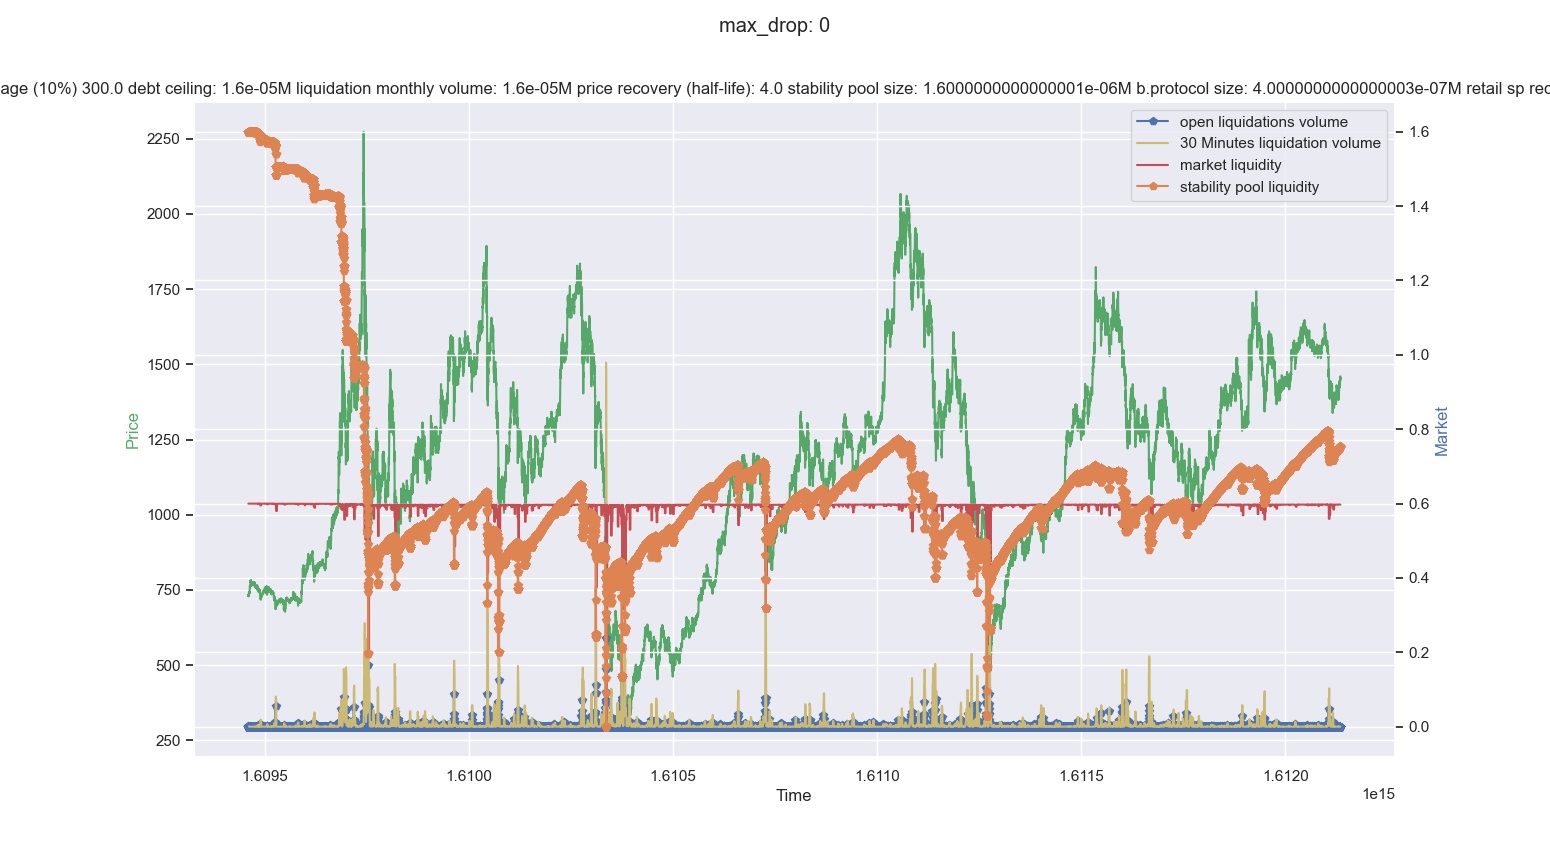 max_drop: 0
age (10%) 300.0 debt ceiling: 1.6e-05M liquidation monthly volume: 1.6e-05M price recovery (half-life): 4.0 stability pool size: 1.6000000000000001e-06M b.protocol size: 4.0000000000000003e-07M retail sp rec
open liquidations volume
30 Minutes liquidation volume
market liquidity
stability pool liquidity
2250
2000
1750
1500
1250
1000
750
500
250
Price
1.6
1.4
1.2
1.0
0.8
0.6
0.4
0.2
0.0
Market
1.6095
1.6100
1.6105
1.6110
1.6115
1.6120
Time
1e15